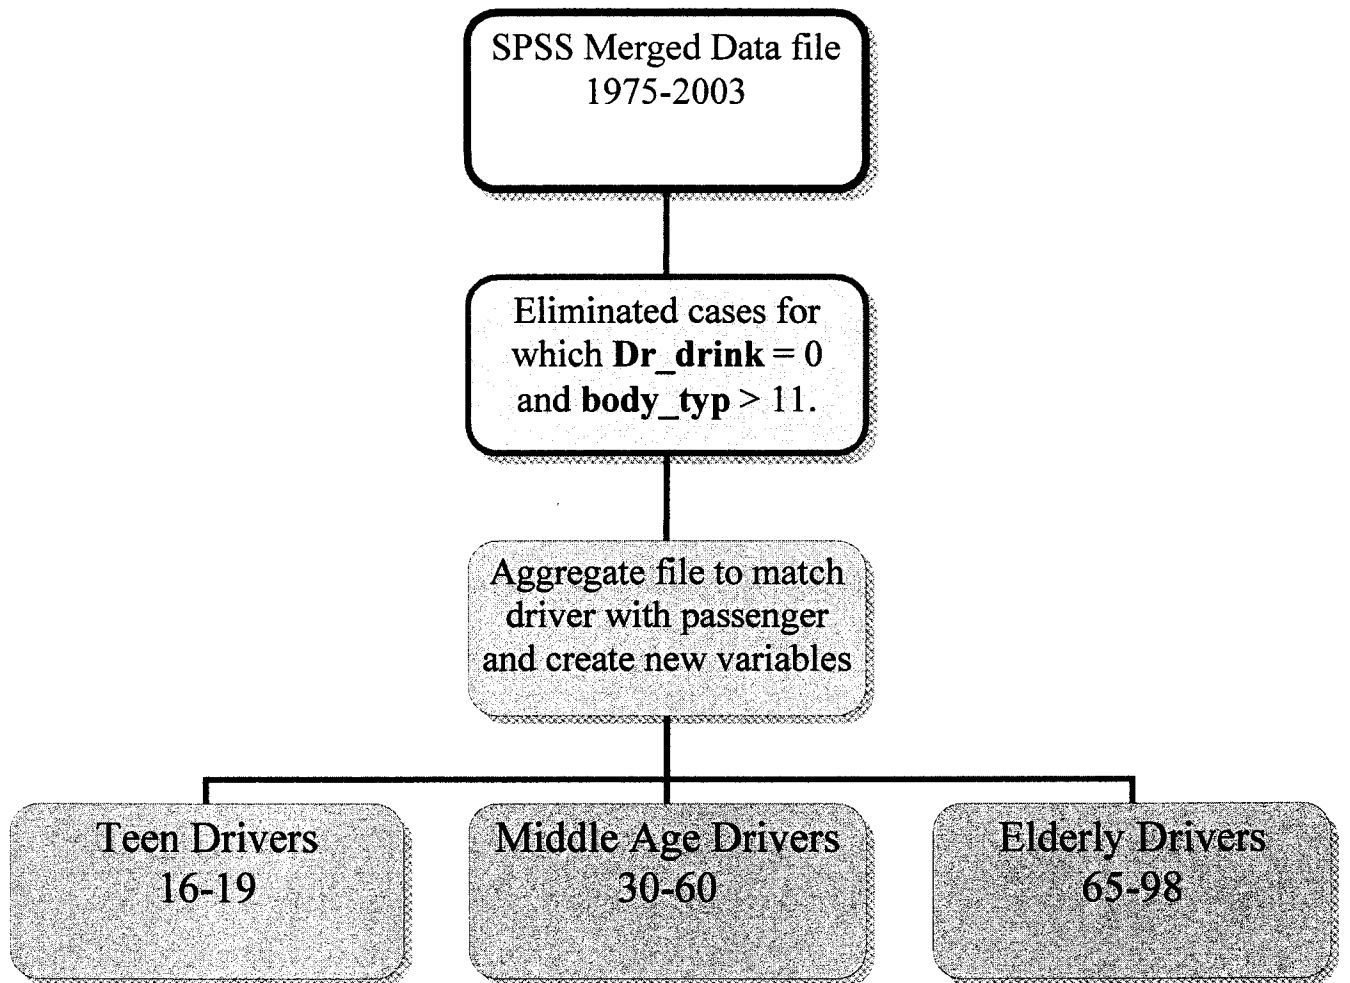 SPSS Merged Data file
1975-2003
Eliminated cases for
which Dr_drink = 0
and body_typ > 11.
Aggregate file to match
driver with passenger
and create new variables
Teen Drivers
16-19
Middle Age Drivers
30-60
Elderly Drivers
65-98